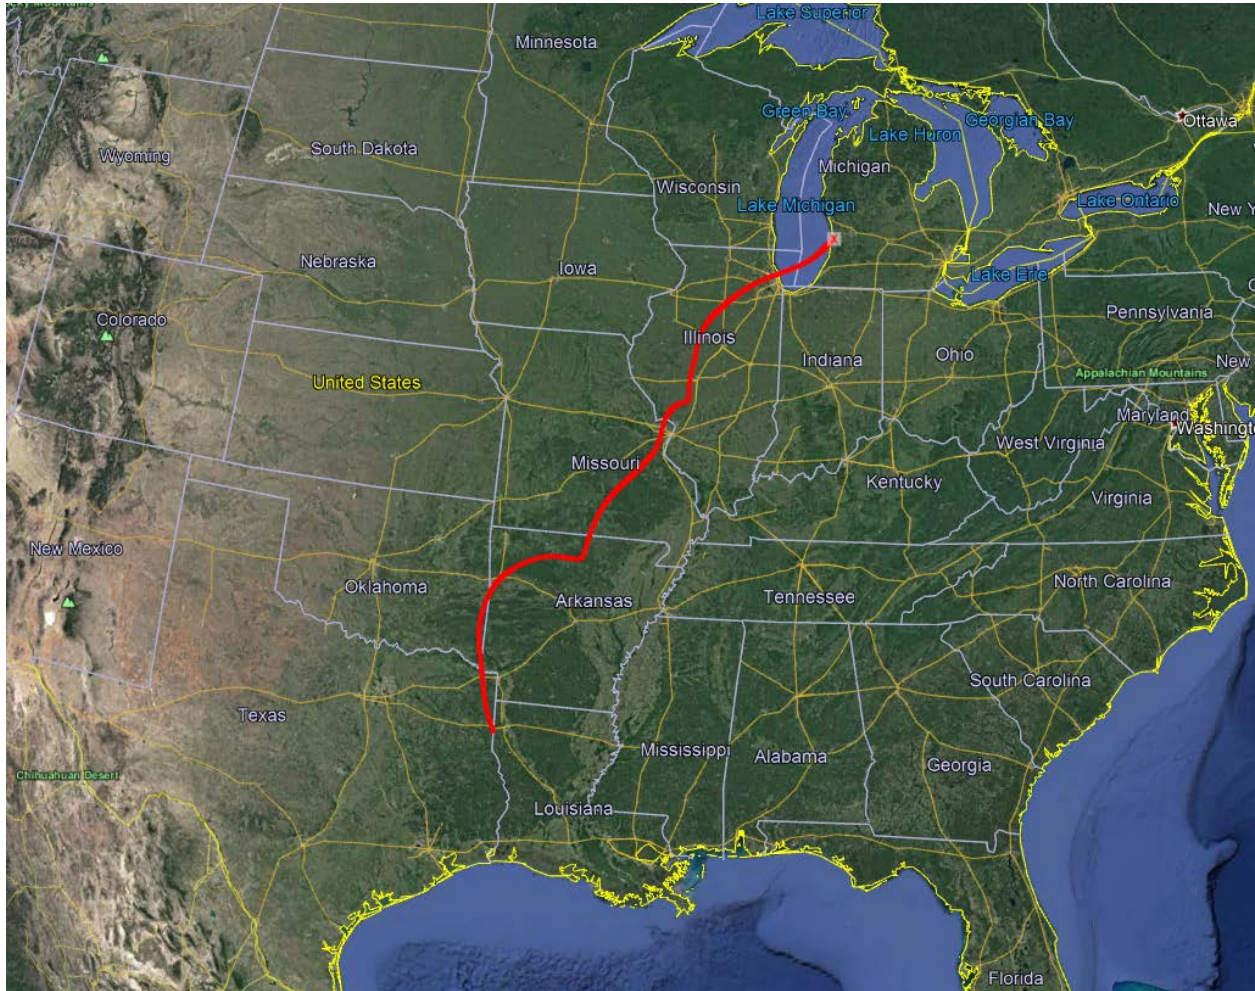 ky Mountains
Lake Superior
Minnesota
Ottawa
Green Bay
Georgian Bay
Lake Huron
Wyoming
South Dakota
Michigan
Wisconsin
Lake Michigan
Lake Ontario
New Y
X
Nebraska
Iowa
Lake Erie
Colorado
Pennsylvania
Illinois
Indiana
Ohio
New
United States
Appalachian Mountains
Maryland
Washingto
West Virginia
Missouri
Kentucky
Virginia
New Mexico
Oklahoma
Arkansas
Tennessee
North Carolina
South Carolina
Texas
Mississippi
Alabama
Georgia
Chihuahuan Desert
Louisiana
Florida